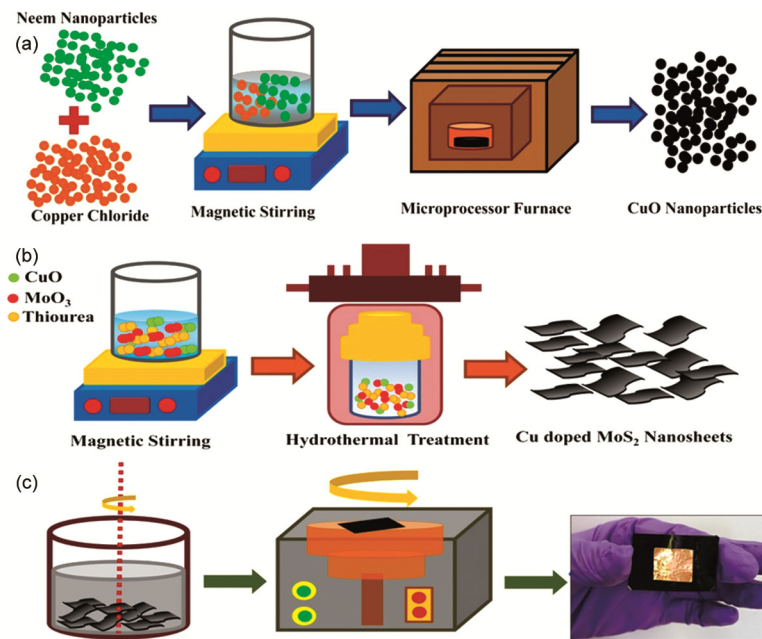 Neem Nanoparticles
(a)
Copper Chloride
Magnetic Stirring
Microprocessor Furnace
CuO Nanoparticles
(b)
CuO
MoO₃
Thiourea
Magnetic Stirring
Hydrothermal Treatment
Cu doped MoS₂ Nanosheets
(c)